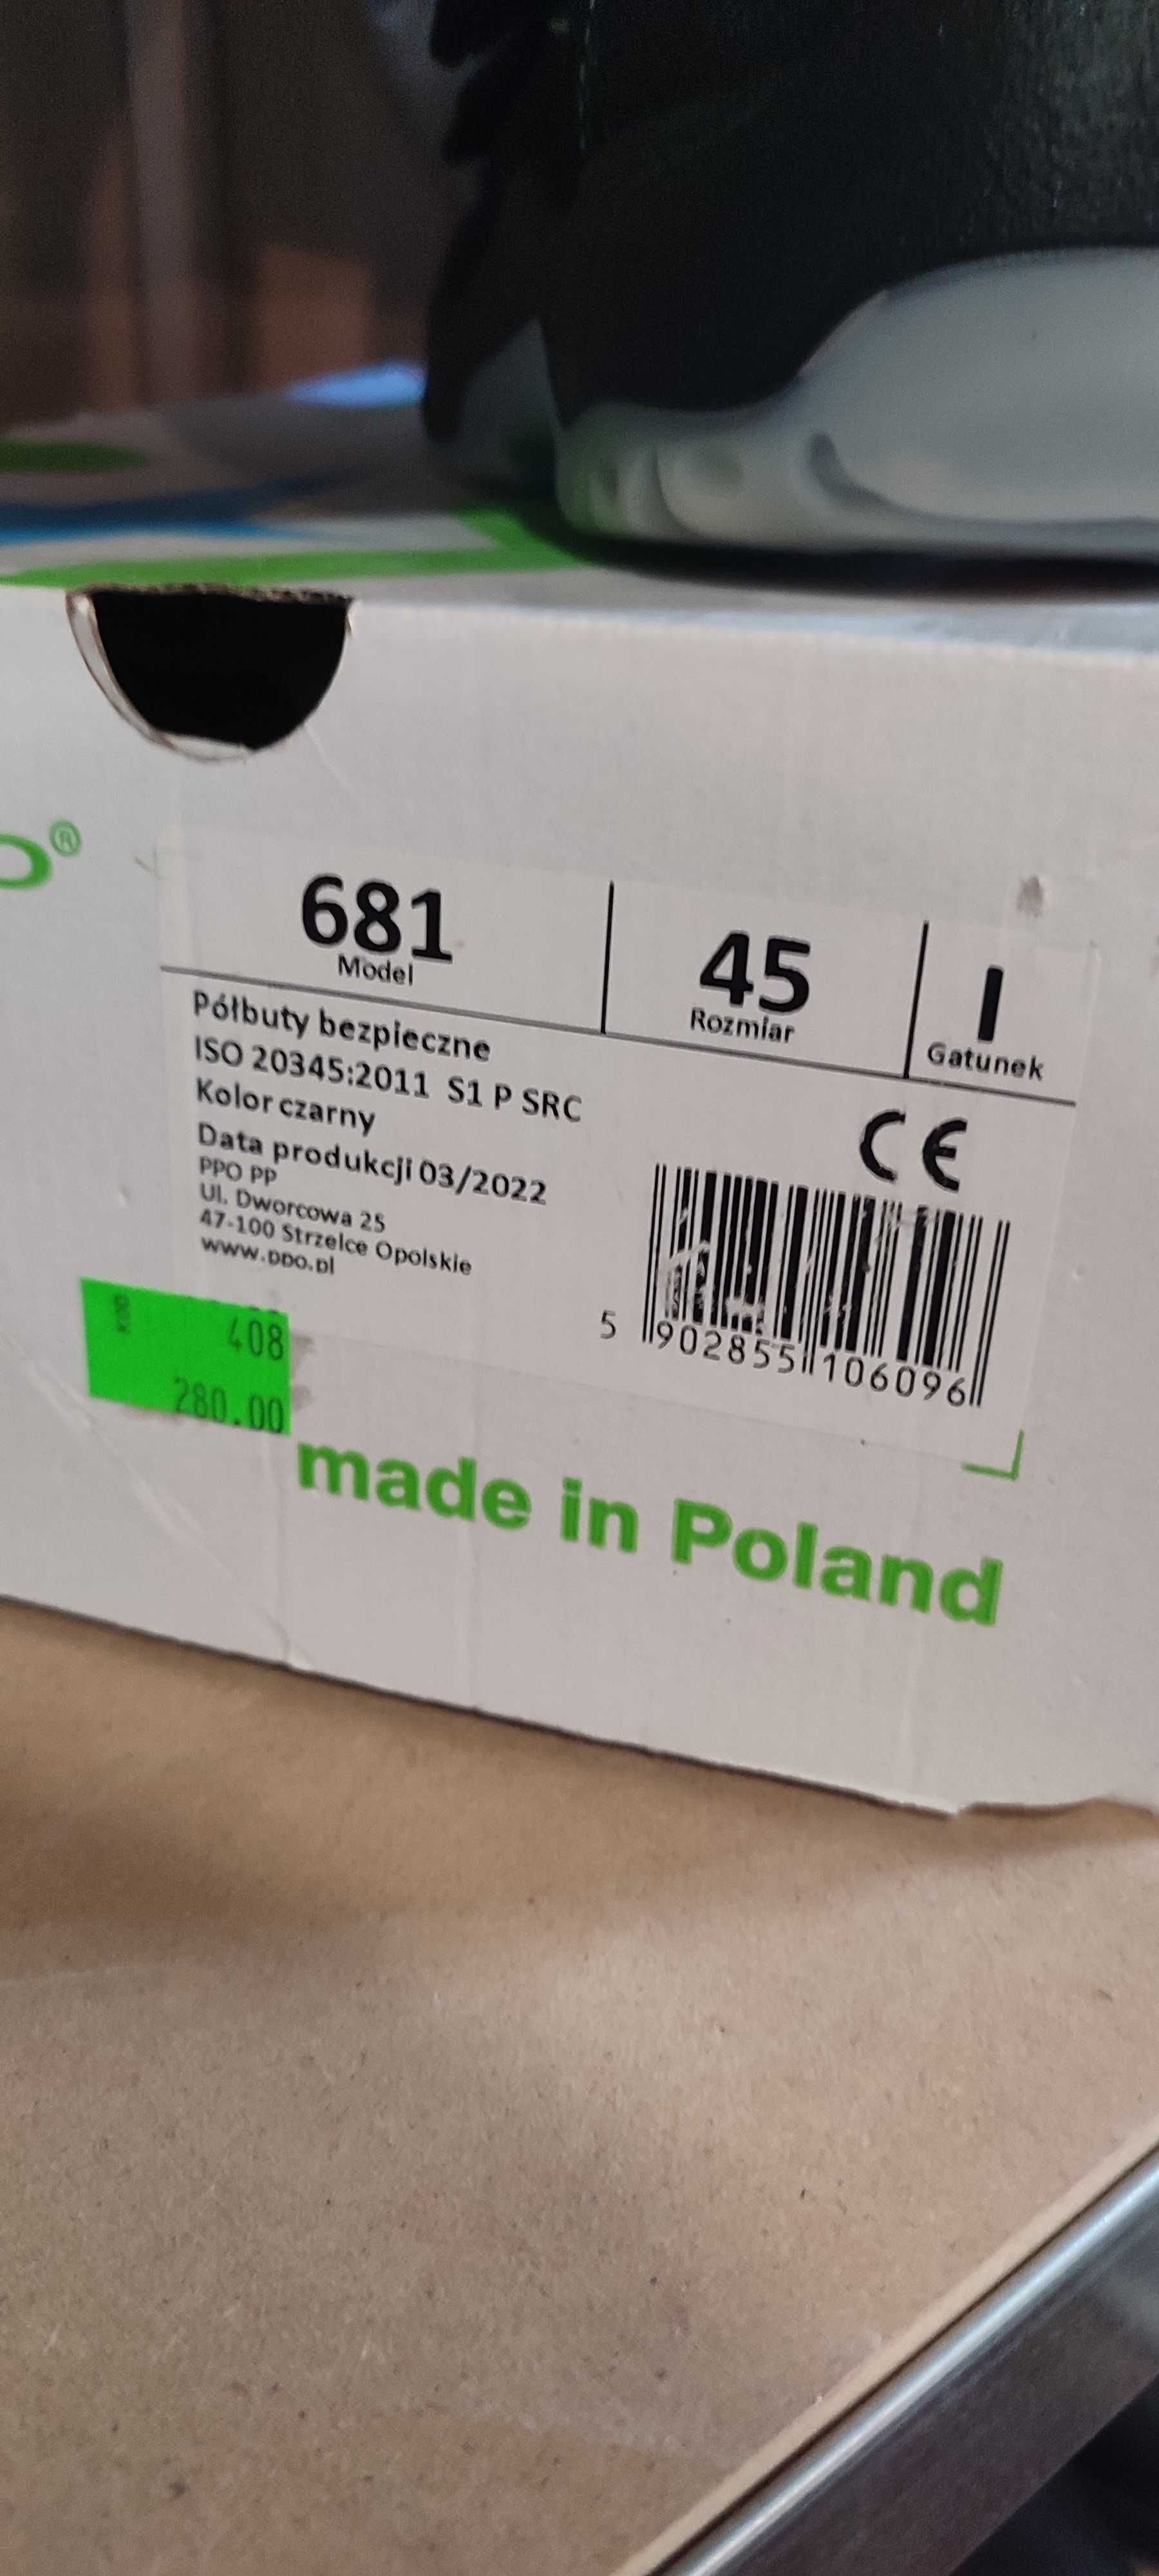 681 45 I
Model Rozmiar Gatunek
Półbuty bezpieczne
ISO 20345:2011 S1 P SRC
Kolor czarny
Data produkcji 03/2022
PPO PP
Ul. Dworcowa 25
47-100 Strzelce Opolskie
www.ppo.pl
CE
5 902855 106096
KOD
408
280.00
made in Poland